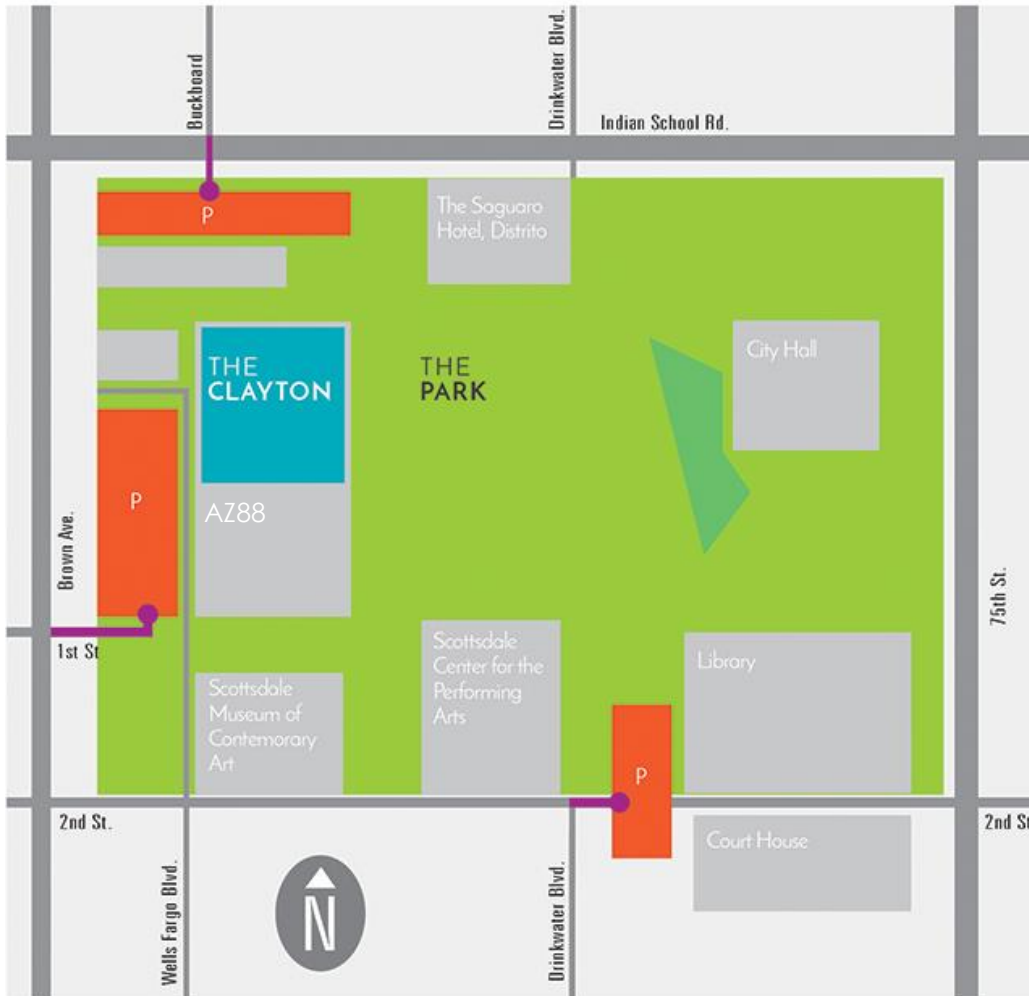 Buckboard
Drinkwater Blvd.
Indian School Rd.
P
The Saguaro
Hotel, Distrito
City Hall
THE
CLAYTON
THE
PARK
P
AZ88
Brown Ave.
75th St.
1st St
Scottsdale
Center for the
Performing
Arts
Library
Scottsdale
Museum of
Contemorary
Art
P
2nd St.
2nd St
Court House
Wells Fargo Blvd.
N
Drinkwater Blvd.